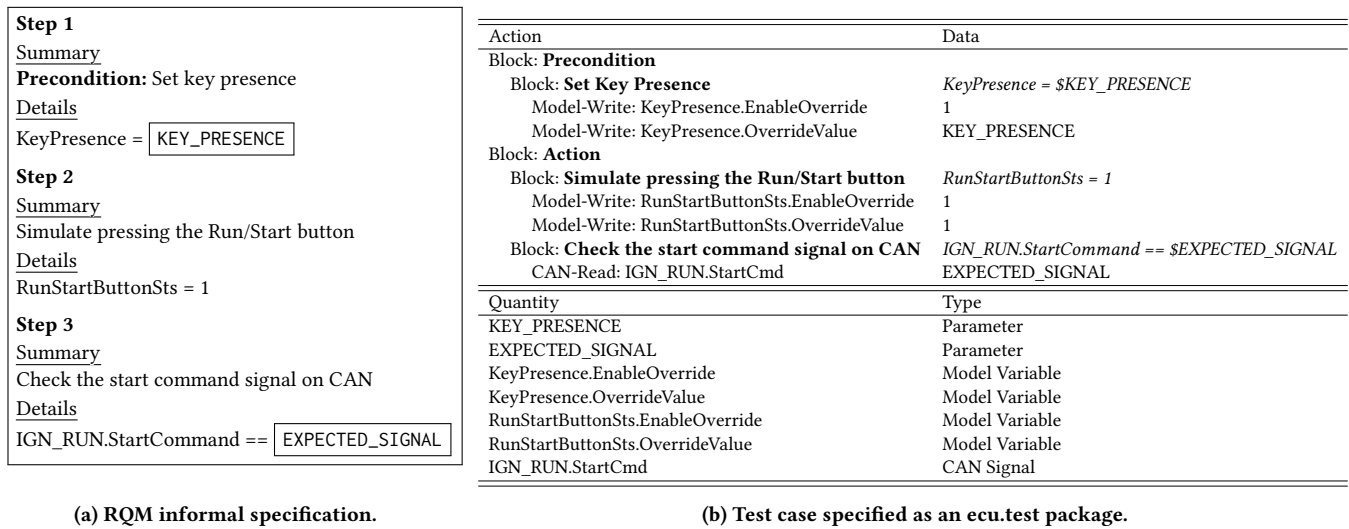 Step 1
Summary
Precondition: Set key presence
Details
KeyPresence = KEY_PRESENCE
Step 2
Summary
Simulate pressing the Run/Start button
Details
RunStartButtonSts = 1
Step 3
Summary
Check the start command signal on CAN
Details
IGN_RUN.StartCommand == EXPECTED_SIGNAL
(a) RQM informal specification.
Action Data
Block: Precondition
Block: Set Key Presence KeyPresence = $KEY_PRESENCE
Model-Write: KeyPresence.EnableOverride 1
Model-Write: KeyPresence.OverrideValue KEY_PRESENCE
Block: Action
Block: Simulate pressing the Run/Start button RunStartButtonSts = 1
Model-Write: RunStartButtonSts.EnableOverride 1
Model-Write: RunStartButtonSts.OverrideValue 1
Block: Check the start command signal on CAN IGN_RUN.StartCommand == $EXPECTED_SIGNAL
CAN-Read: IGN_RUN.StartCmd EXPECTED_SIGNAL
Quantity Type
KEY_PRESENCE Parameter
EXPECTED_SIGNAL Parameter
KeyPresence.EnableOverride Model Variable
KeyPresence.OverrideValue Model Variable
RunStartButtonSts.EnableOverride Model Variable
RunStartButtonSts.OverrideValue Model Variable
IGN_RUN.StartCmd CAN Signal
(b) Test case specified as an ecu.test package.